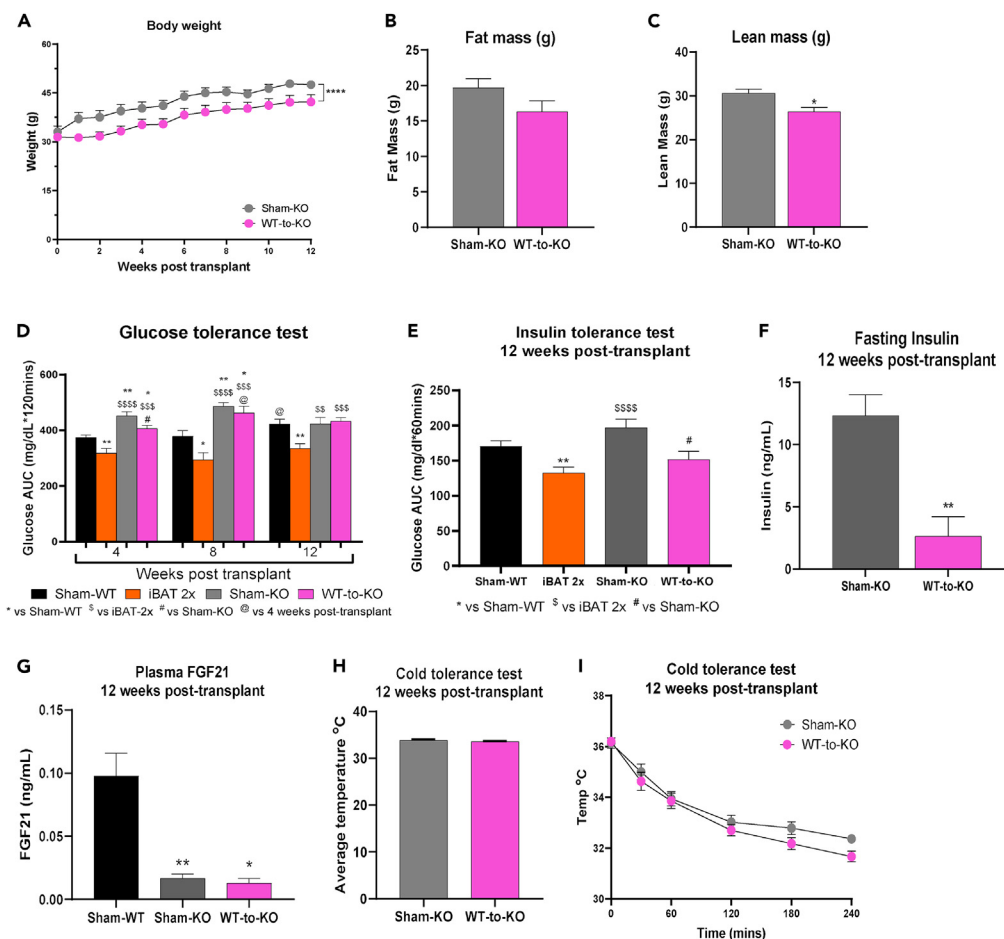 A
Body weight
60
45
30
15
0
Weight (g)
****
Sham-KO
WT-to-KO
0 2 4 6 8 10 12
Weeks post transplant
B
Fat mass (g)
25
20
15
10
5
0
Fat Mass (g)
Sham-KO WT-to-KO
C
Lean mass (g)
40
30
20
10
0
Lean Mass (g)
*
Sham-KO WT-to-KO
D
Glucose tolerance test
600
400
200
0
Glucose AUC (mg/dL*120mins)
**
**
$$$$
*
$$$
#
*
**
$$$$
*
$$$
@
@
**
$$
$$$
4 8 12
Weeks post transplant
Sham-WT iBAT 2x Sham-KO WT-to-KO
* vs Sham-WT $ vs iBAT-2x # vs Sham-KO @ vs 4 weeks post-transplant
E
Insulin tolerance test
12 weeks post-transplant
250
200
150
100
50
0
Glucose AUC (mg/dl*60mins)
**
$$$$
#
Sham-WT iBAT 2x Sham-KO WT-to-KO
* vs Sham-WT $ vs iBAT 2x # vs Sham-KO
F
Fasting Insulin
12 weeks post-transplant
15
10
5
0
Insulin (ng/mL)
**
Sham-KO WT-to-KO
G
Plasma FGF21
12 weeks post-transplant
0.15
0.10
0.05
0.00
FGF21 (ng/mL)
**
*
Sham-WT Sham-KO WT-to-KO
H
Cold tolerance test
12 weeks post-transplant
40
30
20
10
0
Average temperature °C
Sham-KO WT-to-KO
I
Cold tolerance test
12 weeks post-transplant
38
36
34
32
30
Temp °C
Sham-KO
WT-to-KO
0 60 120 180 240
Time (mins)